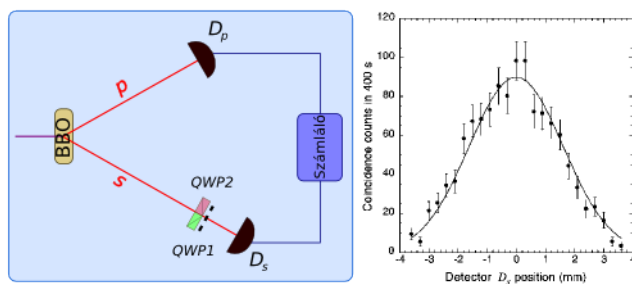 D_p
p
BBO
Számláló
s
QWP2
QWP1
D_s
120
100
80
60
40
20
0
Coincidence counts in 400 s
-4 -3 -2 -1 0 1 2 3 4
Detector D_s position (mm)